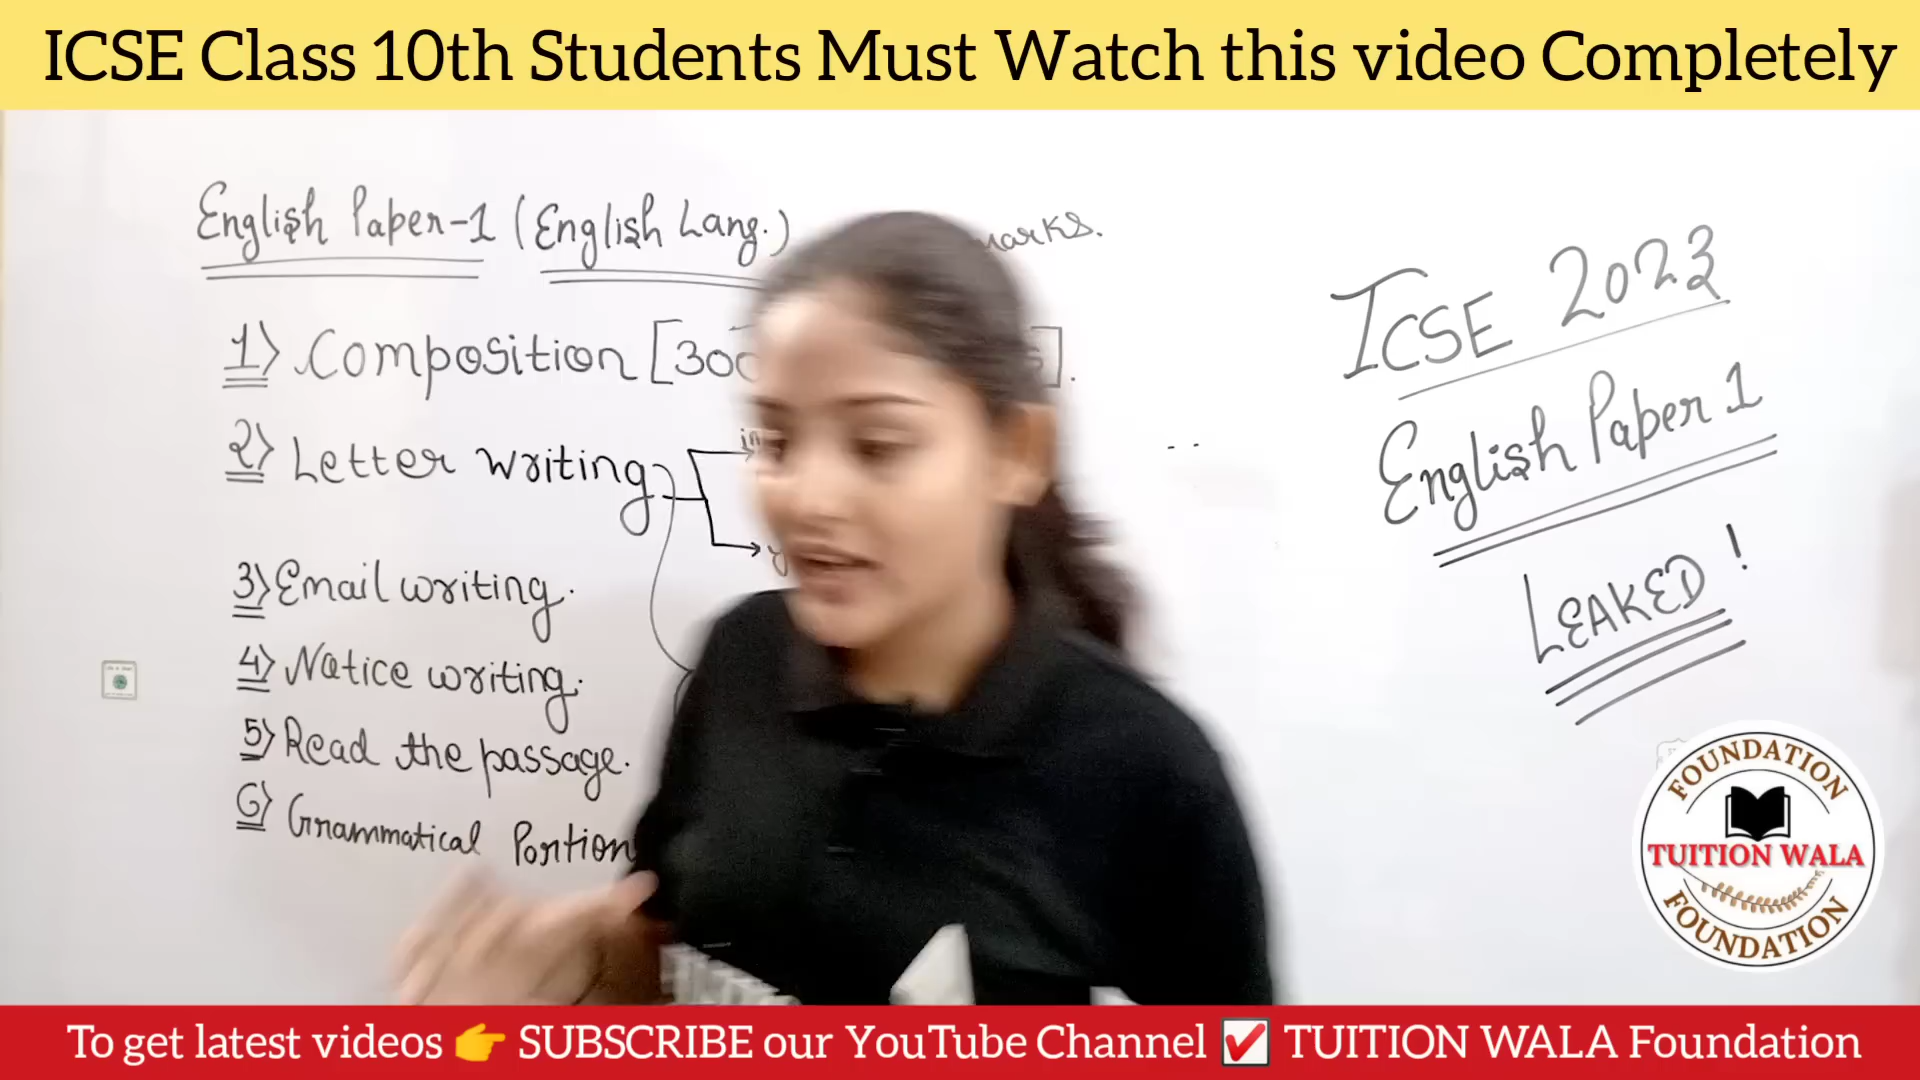 ICSE Class 10th Students Must Watch this video Completely
English Paper-1 (English Lang.)
marks.
1) Composition [300
2) Letter writing
3) Email writing.
4) Notice writing.
5) Read the passage.
6) Grammatical Portion
ICSE 2023
English Paper 1
LEAKED!
FOUNDATION
TUITION WALA
FOUNDATION
To get latest videos 👉 SUBSCRIBE our YouTube Channel ☑ TUITION WALA Foundation